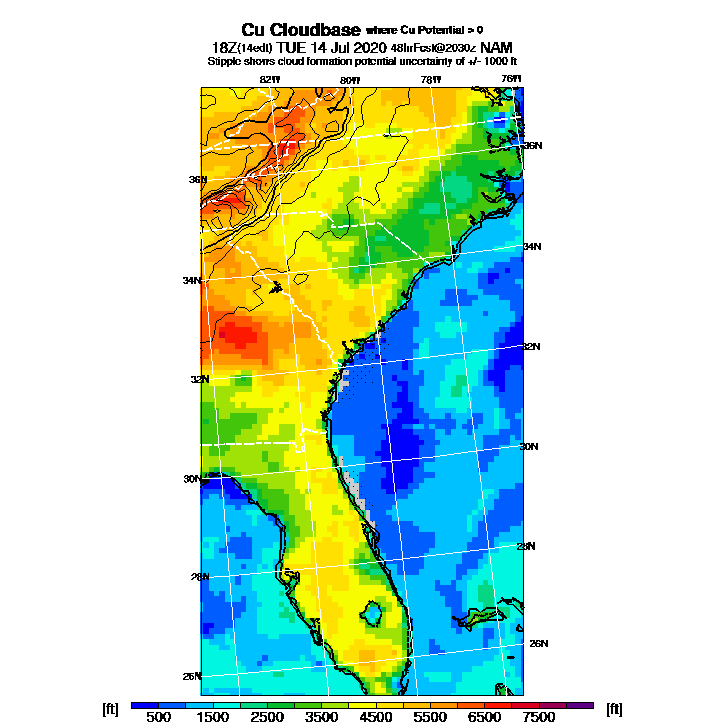 Cu Cloudbase where Cu Potential > 0
18Z(14edt) TUE 14 Jul 2020 48hrFcst@2030z NAM
Stipple shows cloud formation potential uncertainty of +/- 1000 ft
82W 80W 78W 76W
36N
36N
34N
34N
32N
32N
30N
30N
28N
28N
26N
26N
[ft] 500 1500 2500 3500 4500 5500 6500 7500 [ft]